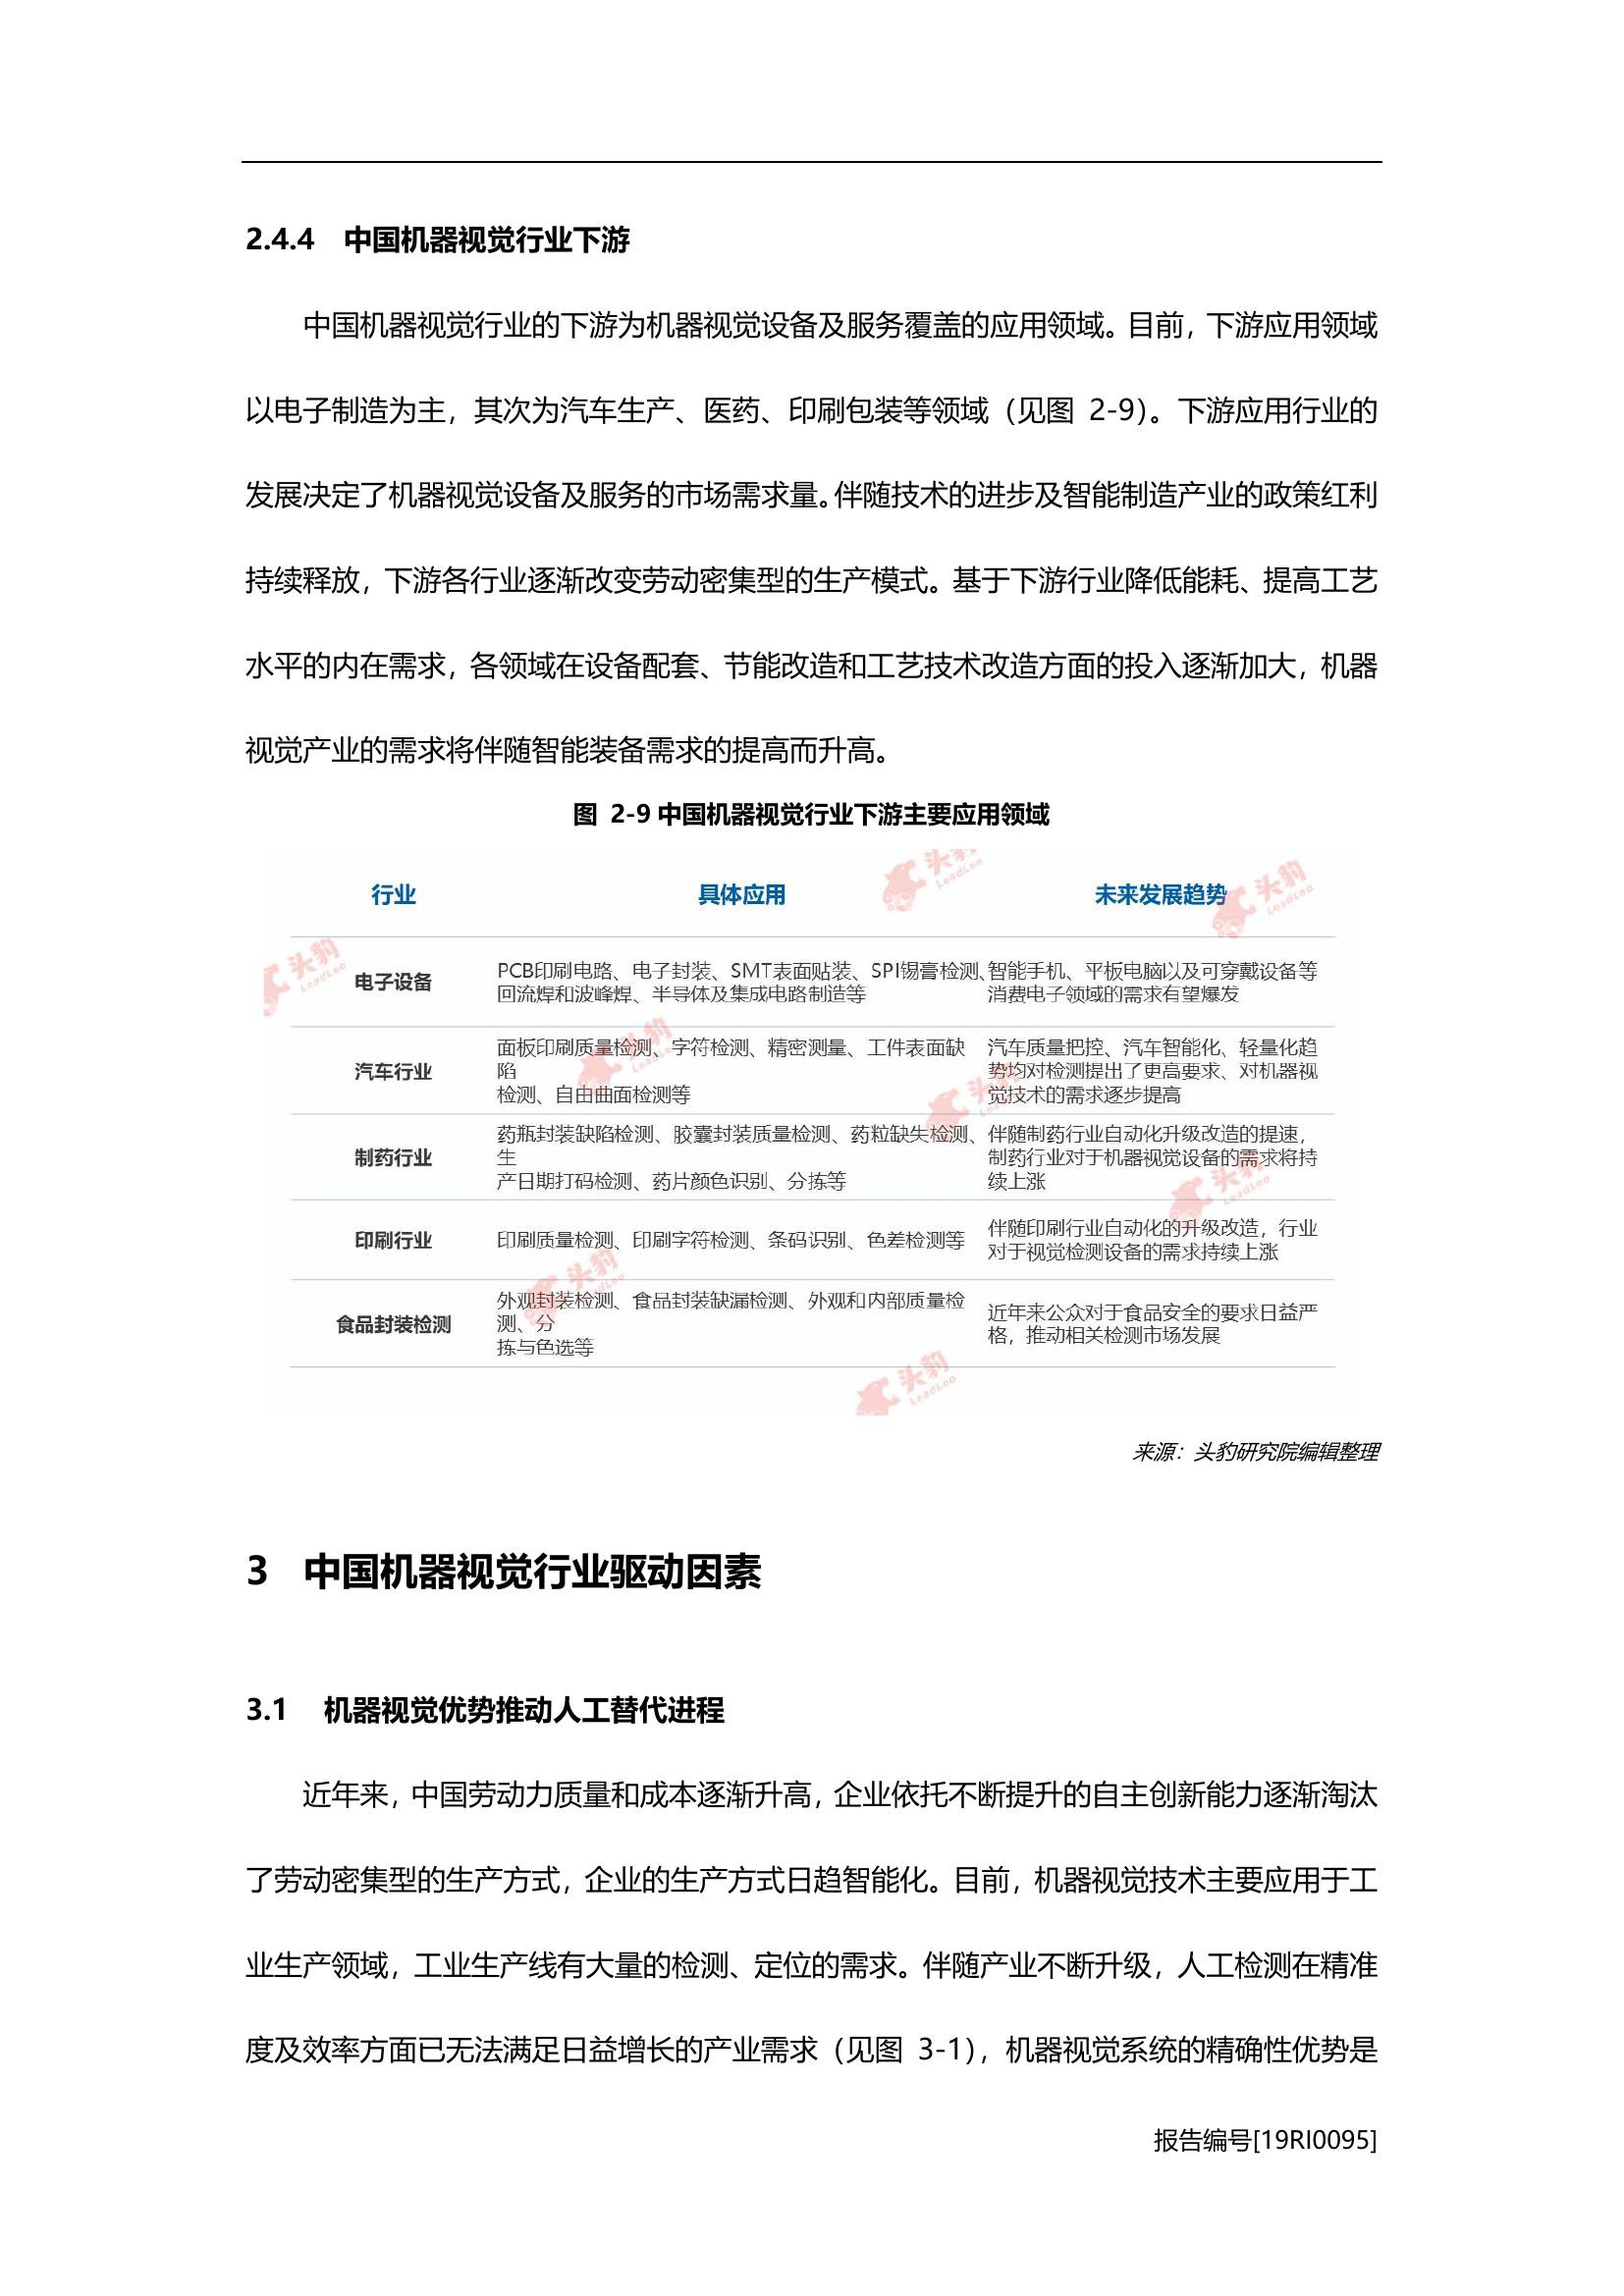 2.4.4 中国机器视觉行业下游
中国机器视觉行业的下游为机器视觉设备及服务覆盖的应用领域。目前，下游应用领域
以电子制造为主，其次为汽车生产、医药、印刷包装等领域（见图 2-9）。下游应用行业的
发展决定了机器视觉设备及服务的市场需求量。伴随技术的进步及智能制造产业的政策红利
持续释放，下游各行业逐渐改变劳动密集型的生产模式。基于下游行业降低能耗、提高工艺
水平的内在需求，各领域在设备配套、节能改造和工艺技术改造方面的投入逐渐加大，机器
视觉产业的需求将伴随智能装备需求的提高而升高。
图 2-9 中国机器视觉行业下游主要应用领域
行业 具体应用 未来发展趋势
电子设备
PCB印刷电路、电子封装、SMT表面贴装、SPI锡膏检测、
回流焊和波峰焊、半导体及集成电路制造等
智能手机、平板电脑以及可穿戴设备等
消费电子领域的需求有望爆发
汽车行业
面板印刷质量检测、字符检测、精密测量、工件表面缺
陷
检测、自由曲面检测等
汽车质量把控、汽车智能化、轻量化趋
势均对检测提出了更高要求、对机器视
觉技术的需求逐步提高
制药行业
药瓶封装缺陷检测、胶囊封装质量检测、药粒缺失检测、
生
产日期打码检测、药片颜色识别、分拣等
伴随制药行业自动化升级改造的提速，
制药行业对于机器视觉设备的需求将持
续上涨
印刷行业
印刷质量检测、印刷字符检测、条码识别、色差检测等
伴随印刷行业自动化的升级改造，行业
对于视觉检测设备的需求持续上涨
食品封装检测
外观封装检测、食品封装缺漏检测、外观和内部质量检
测、分
拣与色选等
近年来公众对于食品安全的要求日益严
格，推动相关检测市场发展
头豹
LeadLeo
头豹
LeadLeo
头豹
LeadLeo
头豹
LeadLeo
头豹
LeadLeo
头豹
LeadLeo
头豹
LeadLeo
头豹
LeadLeo
来源：头豹研究院编辑整理
3 中国机器视觉行业驱动因素
3.1 机器视觉优势推动人工替代进程
近年来，中国劳动力质量和成本逐渐升高，企业依托不断提升的自主创新能力逐渐淘汰
了劳动密集型的生产方式，企业的生产方式日趋智能化。目前，机器视觉技术主要应用于工
业生产领域，工业生产线有大量的检测、定位的需求。伴随产业不断升级，人工检测在精准
度及效率方面已无法满足日益增长的产业需求（见图 3-1），机器视觉系统的精确性优势是
报告编号[19RI0095]